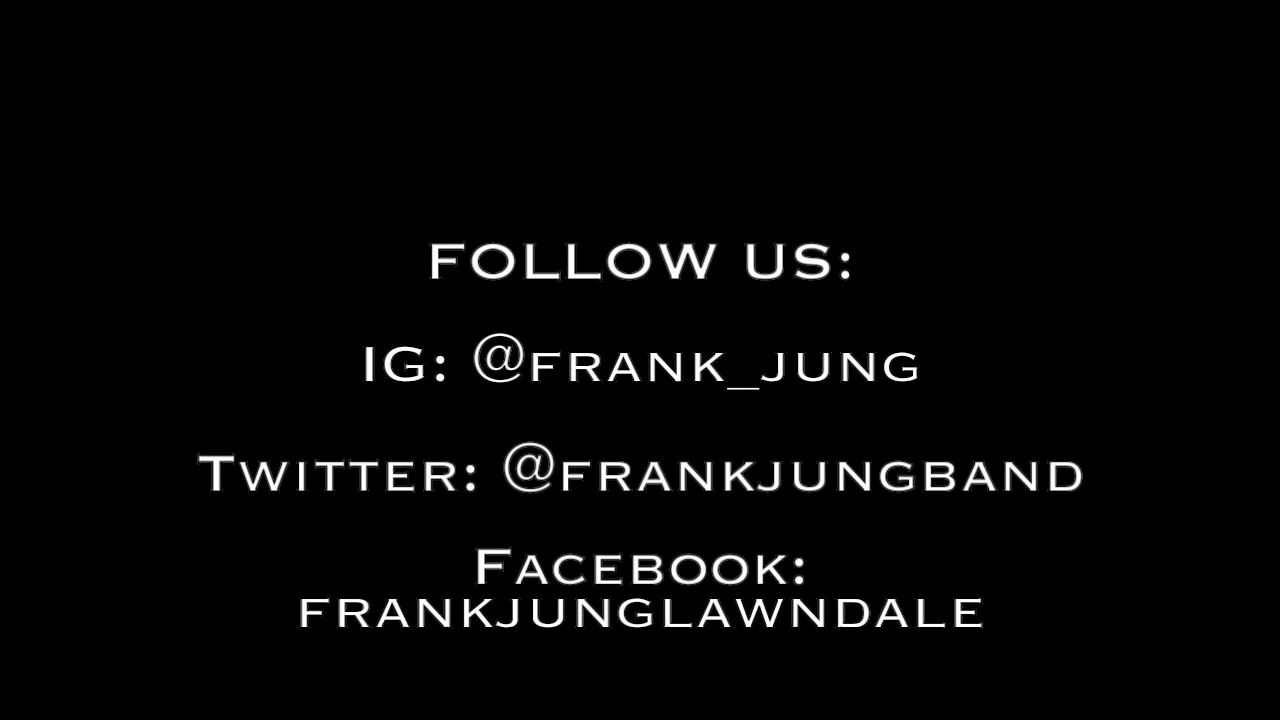 FOLLOW US:
IG: @FRANK_JUNG
TWITTER: @FRANKJUNGBAND
FACEBOOK:
FRANKJUNGLAWNDALE